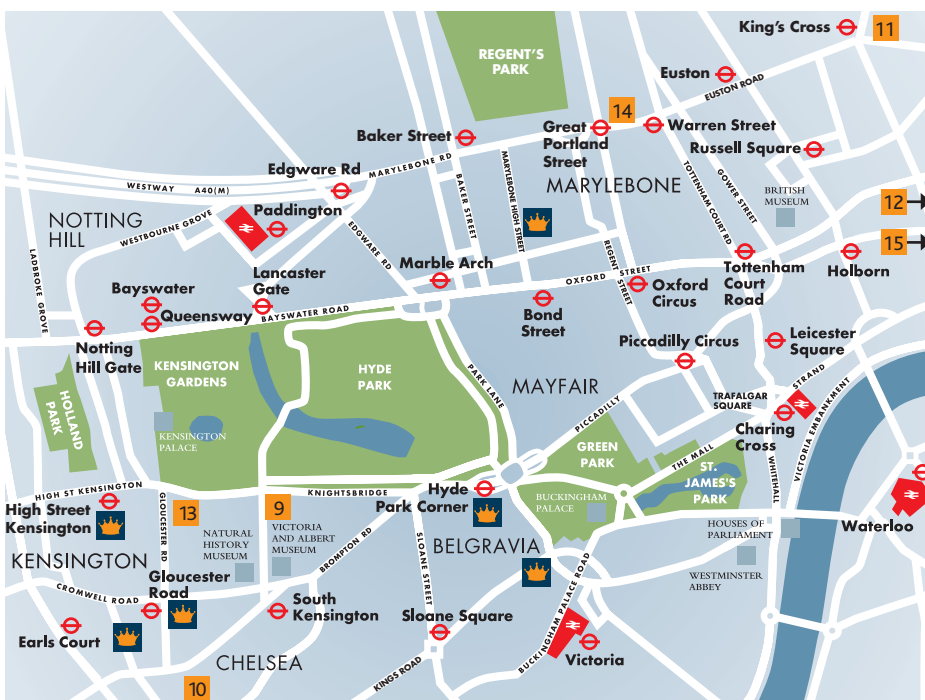 King's Cross
11
REGENT'S
PARK
Euston
EUSTON ROAD
14
Baker Street
Great
Portland
Street
Warren Street
Russell Square
Edgware Rd
MARYLEBONE RD
WESTWAY A40(M)
MARYLEBONE
BAKER STREET
MARYLEBONE HIGH STREET
TOTTENHAM COURT RD
GOWER STREET
BRITISH
MUSEUM
12
NOTTING
HILL
WESTBOURNE GROVE
Paddington
EDGWARE RD
15
LADBROKE GROVE
Lancaster
Gate
Marble Arch
REGENT STREET
OXFORD STREET
Tottenham
Court
Road
Holborn
Bayswater
Queensway
BAYSWATER ROAD
Bond
Street
Oxford
Circus
Notting
Hill Gate
Piccadilly Circus
Leicester
Square
KENSINGTON
GARDENS
HYDE
PARK
PARK LANE
MAYFAIR
STRAND
HOLLAND
PARK
PICCADILLY
TRAFALGAR
SQUARE
Charing
Cross
VICTORIA EMBANKMENT
KENSINGTON
PALACE
GREEN
PARK
THE MALL
WHITEHALL
ST.
JAMES'S
PARK
HIGH ST KENSINGTON
KNIGHTSBRIDGE
High Street
Kensington
GLOUCESTER RD
13
9
Hyde
Park Corner
BUCKINGHAM
PALACE
Waterloo
NATURAL
HISTORY
MUSEUM
VICTORIA
AND ALBERT
MUSEUM
BROMPTON RD
SLOANE STREET
BELGRAVIA
HOUSES OF
PARLIAMENT
KENSINGTON
WESTMINSTER
ABBEY
CROMWELL ROAD
Gloucester
Road
South
Kensington
Sloane Square
BUCKINGHAM PALACE ROAD
Earls Court
Victoria
CHELSEA
KINGS ROAD
10